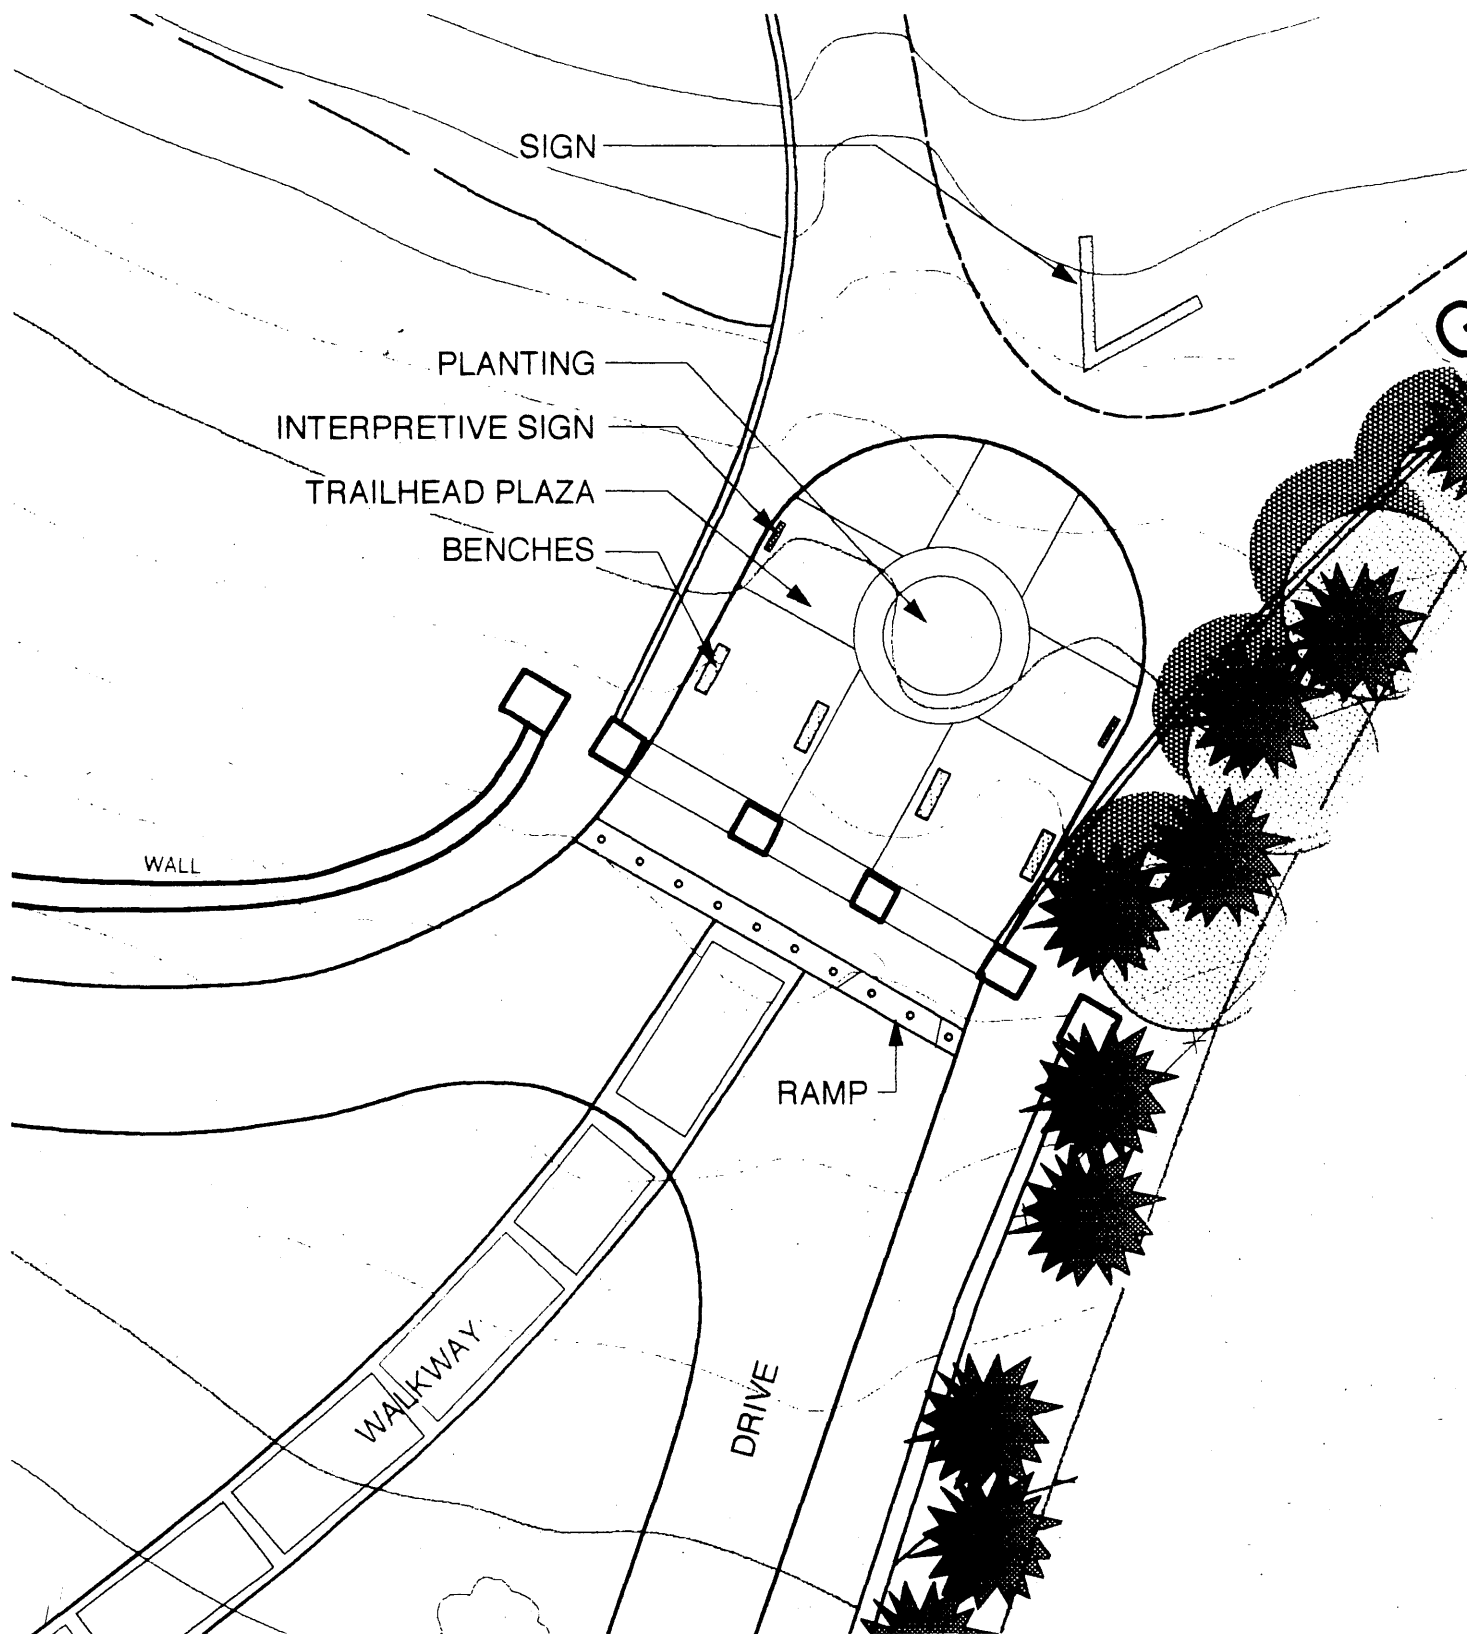 SIGN
PLANTING
INTERPRETIVE SIGN
TRAILHEAD PLAZA
BENCHES
WALL
RAMP
WALKWAY
DRIVE